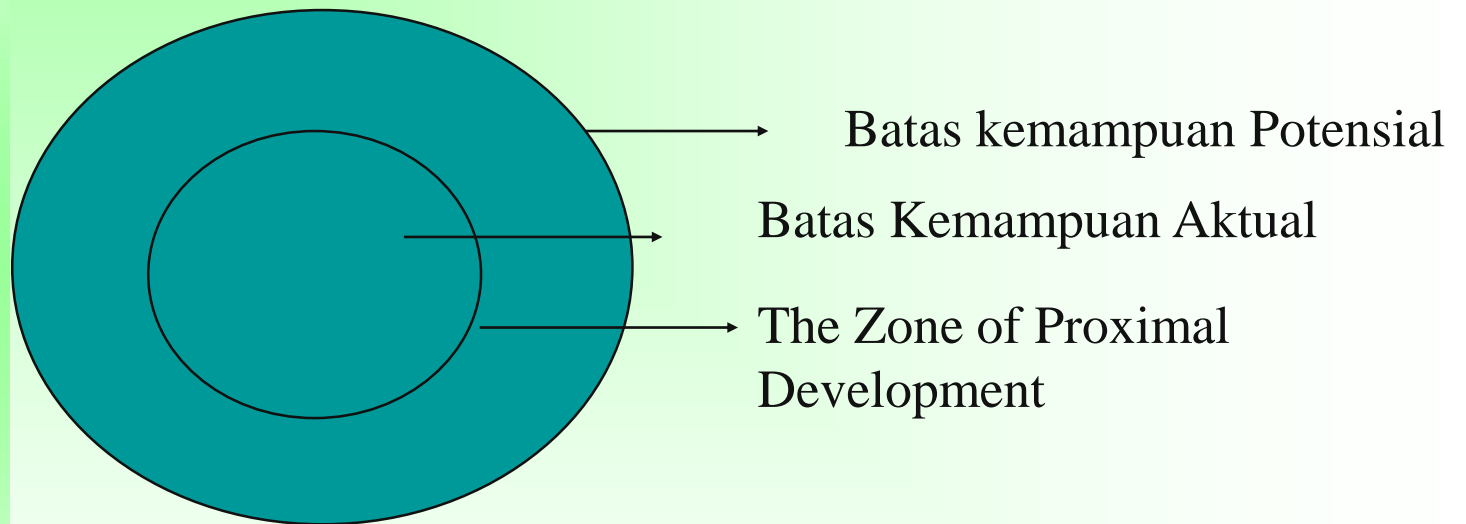 Batas kemampuan Potensial
Batas Kemampuan Aktual
The Zone of Proximal
Development